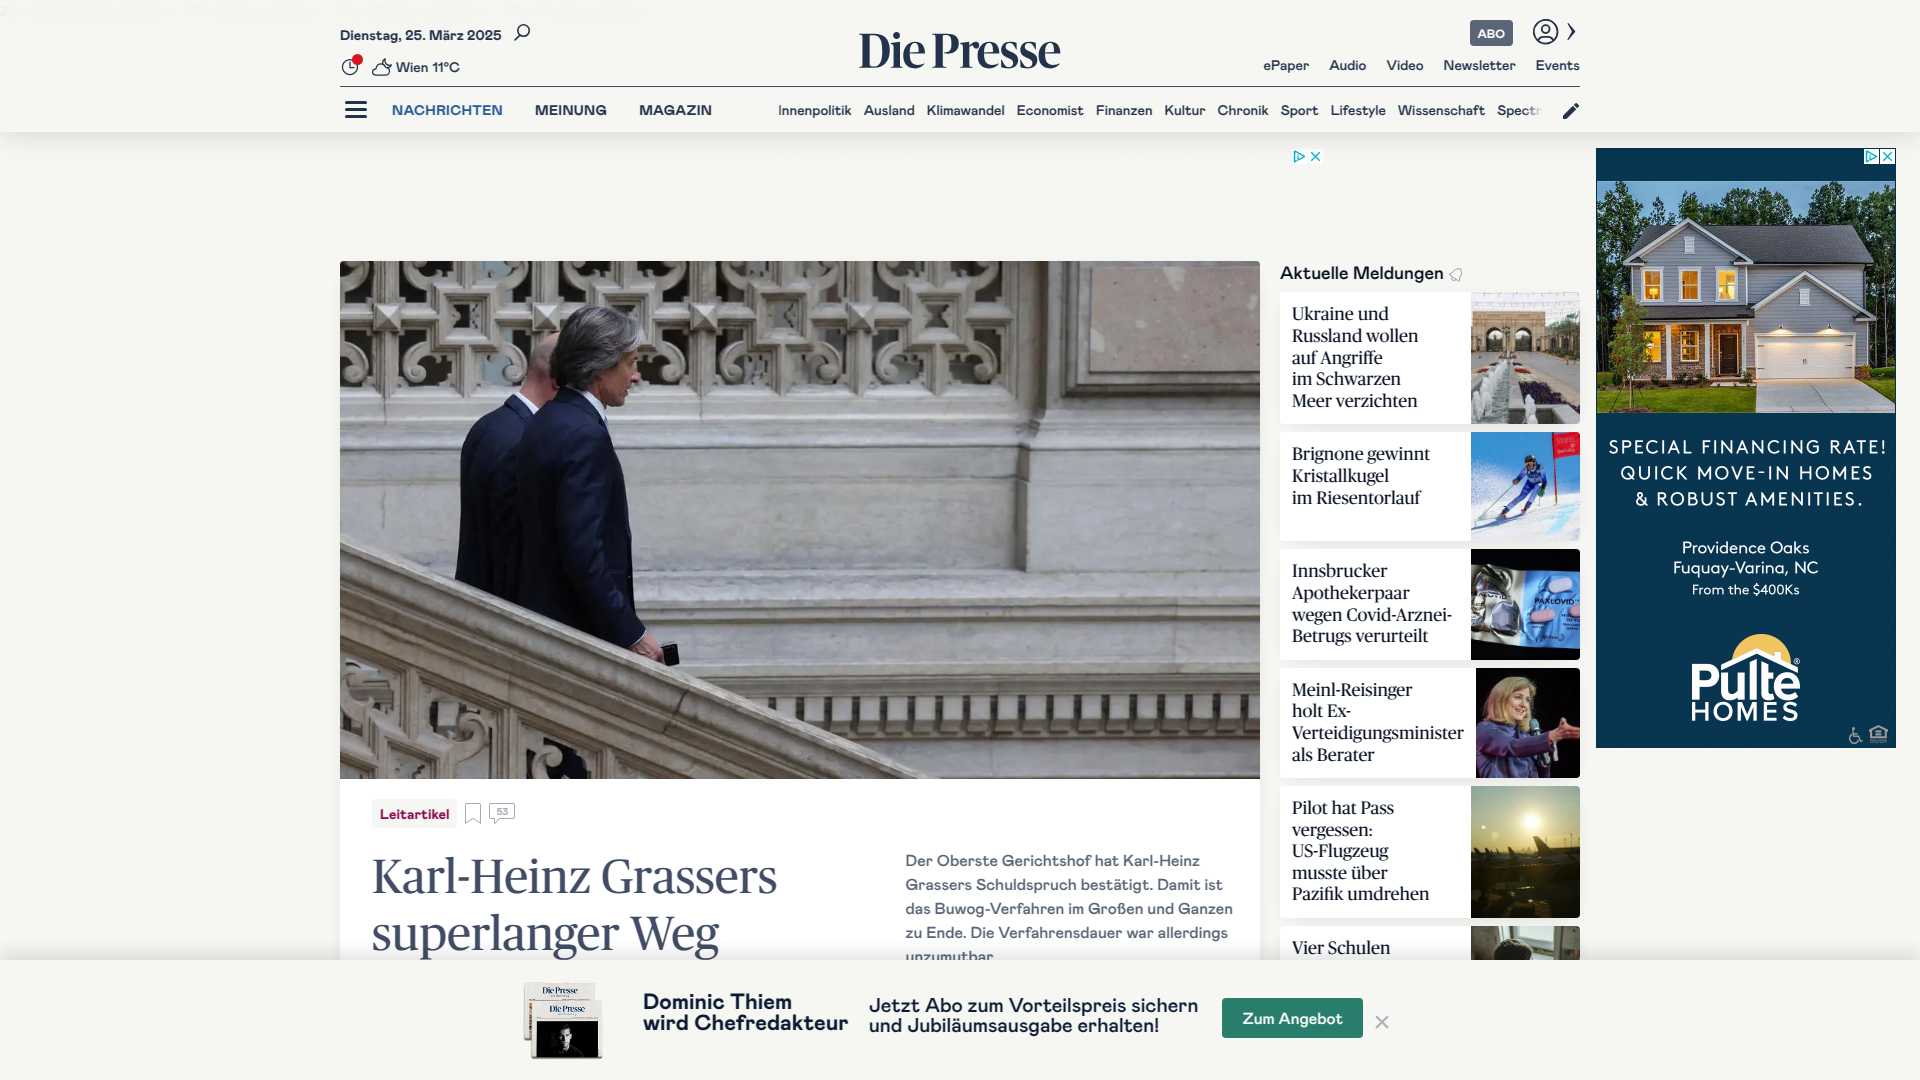 Dienstag, 25. März 2025
Wien 11°C
Die Presse
ABO
ePaper Audio Video Newsletter Events
NACHRICHTEN MEINUNG MAGAZIN
Innenpolitik Ausland Klimawandel Economist Finanzen Kultur Chronik Sport Lifestyle Wissenschaft Spectr
Leitartikel
53
Karl-Heinz Grassers
superlanger Weg
Der Oberste Gerichtshof hat Karl-Heinz
Grassers Schuldspruch bestätigt. Damit ist
das Buwog-Verfahren im Großen und Ganzen
zu Ende. Die Verfahrensdauer war allerdings
unzumutbar.
Aktuelle Meldungen
Ukraine und
Russland wollen
auf Angriffe
im Schwarzen
Meer verzichten
Brignone gewinnt
Kristallkugel
im Riesentorlauf
Innsbrucker
Apothekerpaar
wegen Covid-Arznei-
Betrugs verurteilt
PAXLOVID
Meinl-Reisinger
holt Ex-
Verteidigungsminister
als Berater
Pilot hat Pass
vergessen:
US-Flugzeug
musste über
Pazifik umdrehen
Vier Schulen
SPECIAL FINANCING RATE!
QUICK MOVE-IN HOMES
& ROBUST AMENITIES.
Providence Oaks
Fuquay-Varina, NC
From the $400Ks
Pulte®
HOMES
Die Presse
Die Presse
Dominic Thiem
wird Chefredakteur
Jetzt Abo zum Vorteilspreis sichern
und Jubiläumsausgabe erhalten!
Zum Angebot